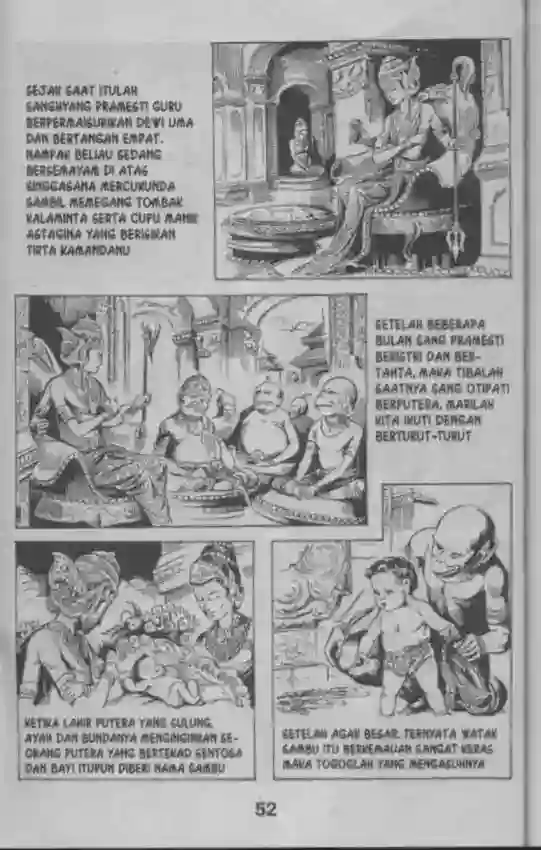 SEJAK SAAT ITULAH
SANGHYANG PRAMESTI GURU
BERPERMAISURIKAN DEWI UMA
DAN BERTANGAN EMPAT.
NAMPAK BELIAU SEDANG
BERSEMAYAM DI ATAS
SINGGASANA MERCUKUNDA
SAMBIL MEMEGANG TOMBAK
KALAMINTA SERTA CUPU MANIK
ASTAGINA YANG BERISIKAN
TIRTA KAMANDANU
SETELAH BEBERAPA
BULAN SANG PRAMESTI
BERISTRI DAN BER-
TAHTA, MAKA TIBALAH
SAATNYA SANG OTIPATI
BERPUTERA, MARILAH
KITA IKUTI DENGAN
BERTURUT-TURUT
KETIKA LAHIR PUTERA YANG SULUNG,
AYAH DAN BUNDANYA MENGINGINKAN SE-
ORANG PUTERA YANG BERTEKAD SENTOSA
DAN BAYI ITUPUN DIBERI NAMA SAMBU
SETELAH AGAK BESAR, TERNYATA WATAK
SAMBU ITU BERKEMAUAN SANGAT KERAS
MAKA TOGOGLAH YANG MENGASUHNYA
52